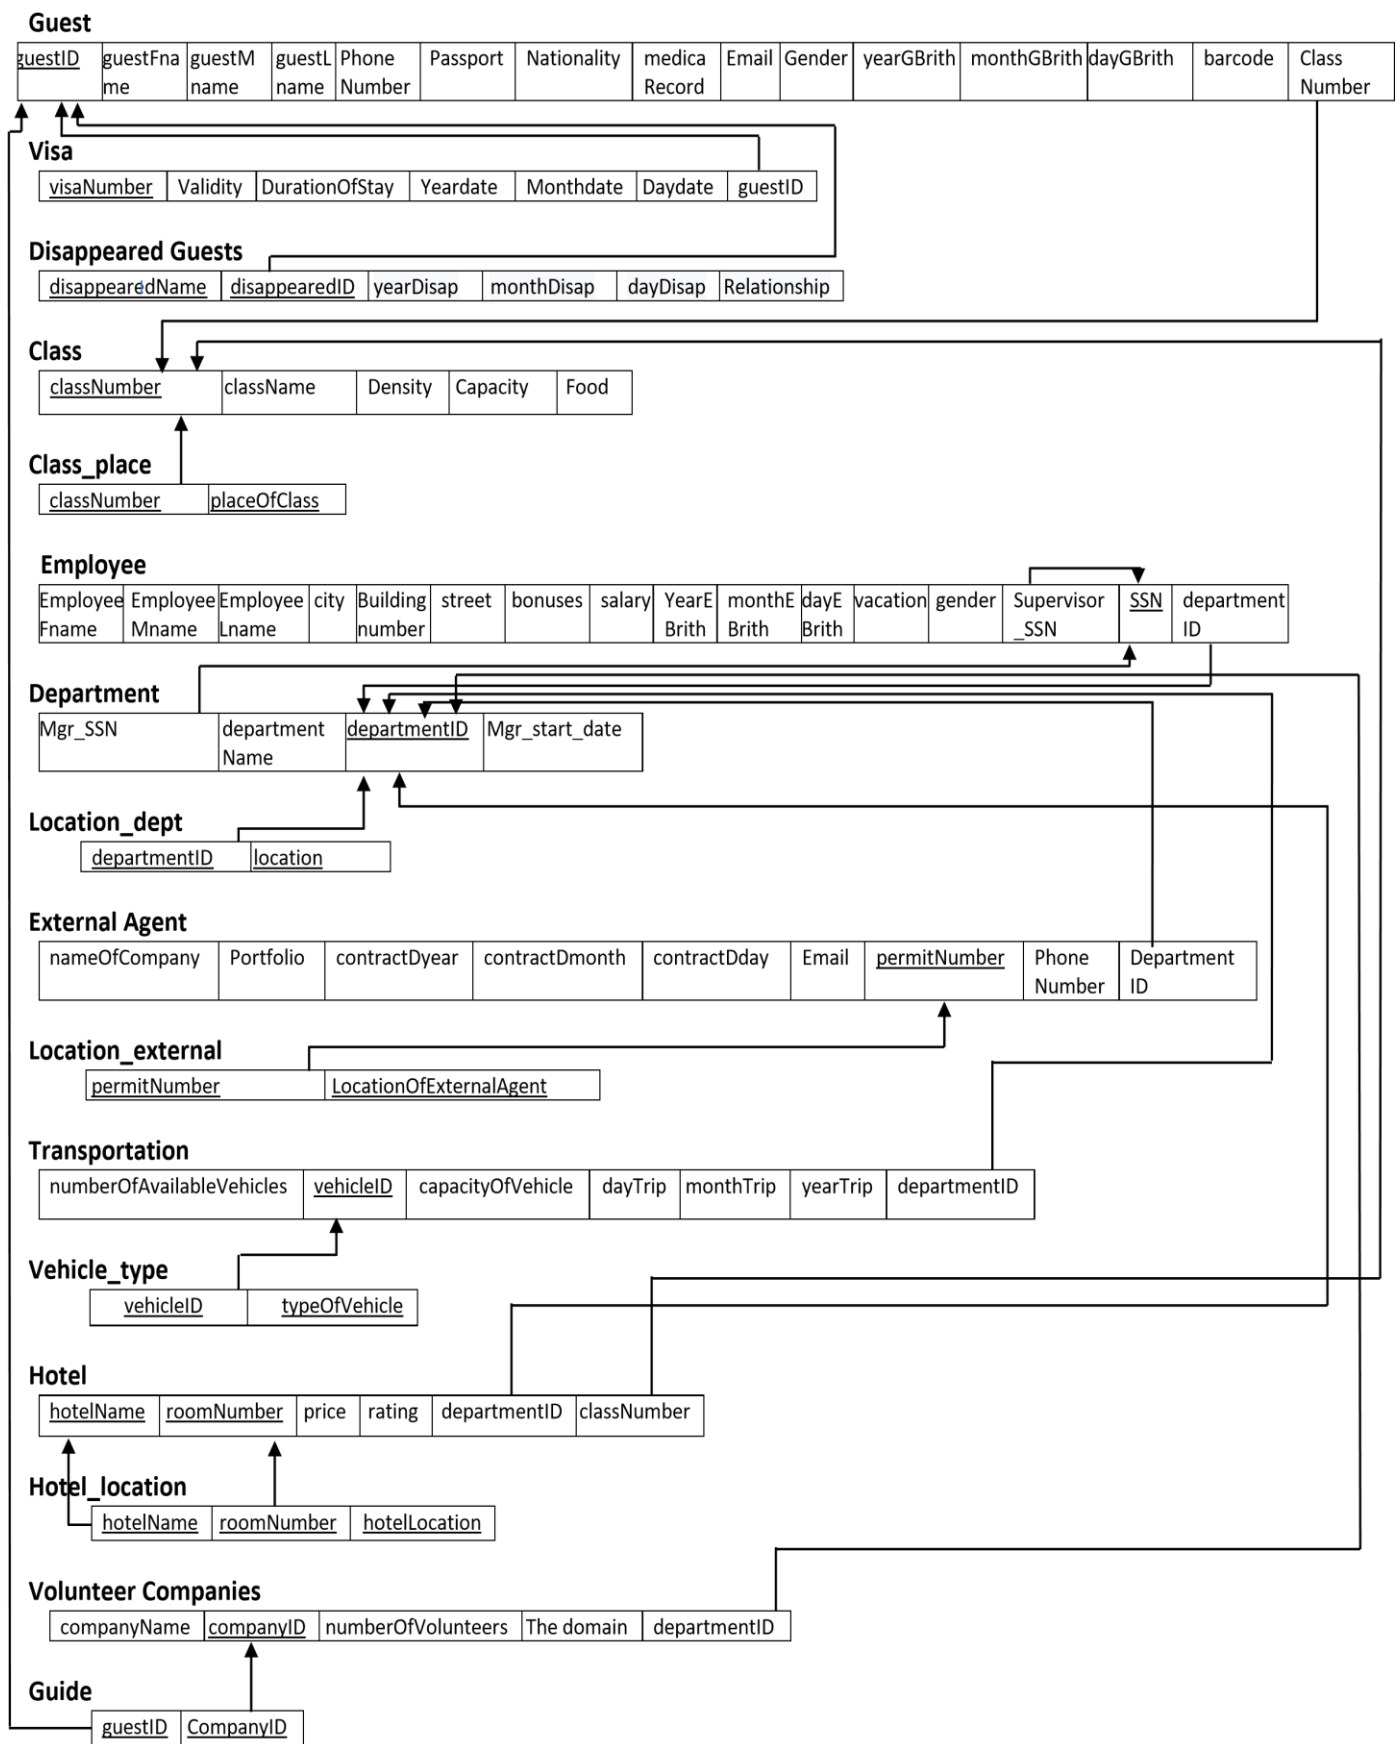 Guest
guestID guestFna guestM guestL Phone Passport Nationality medica Email Gender yearGBrith monthGBrith dayGBrith barcode Class
me name name Number Record Number
Visa
visaNumber Validity DurationOfStay Yeardate Monthdate Daydate guestID
Disappeared Guests
disappearedName disappearedID yearDisap monthDisap dayDisap Relationship
Class
classNumber className Density Capacity Food
Class_place
classNumber placeOfClass
Employee
Employee Employee Employee city Building street bonuses salary YearE monthE dayE vacation gender Supervisor SSN department
Fname Mname Lname number Brith Brith Brith _SSN ID
Department
Mgr_SSN department departmentID Mgr_start_date
Name
Location_dept
departmentID location
External Agent
nameOfCompany Portfolio contractDyear contractDmonth contractDday Email permitNumber Phone Department
Number ID
Location_external
permitNumber LocationOfExternalAgent
Transportation
numberOfAvailableVehicles vehicleID capacityOfVehicle dayTrip monthTrip yearTrip departmentID
Vehicle_type
vehicleID typeOfVehicle
Hotel
hotelName roomNumber price rating departmentID classNumber
Hotel_location
hotelName roomNumber hotelLocation
Volunteer Companies
companyName companyID numberOfVolunteers The domain departmentID
Guide
guestID CompanyID